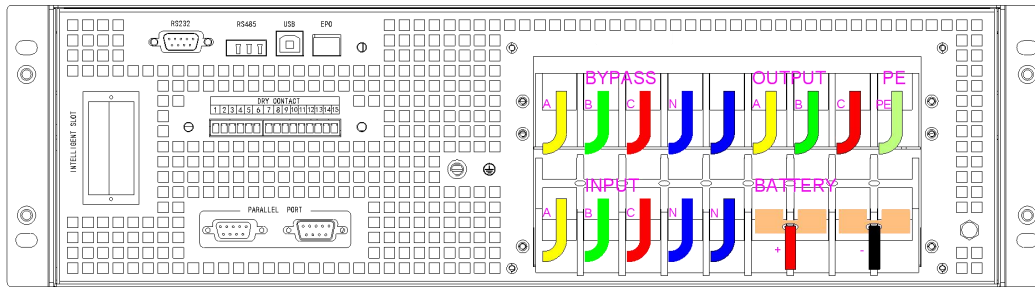 RS232 RS485 USB EPO
BYPASS OUTPUT PE
A B C N A B C PE
DRY CONTACT
1 2 3 4 5 6 7 8 9 10 11 12 13 14 15
INTELLIGENT SLOT
INPUT BATTERY
A B C N N
PARALLEL PORT
+ -